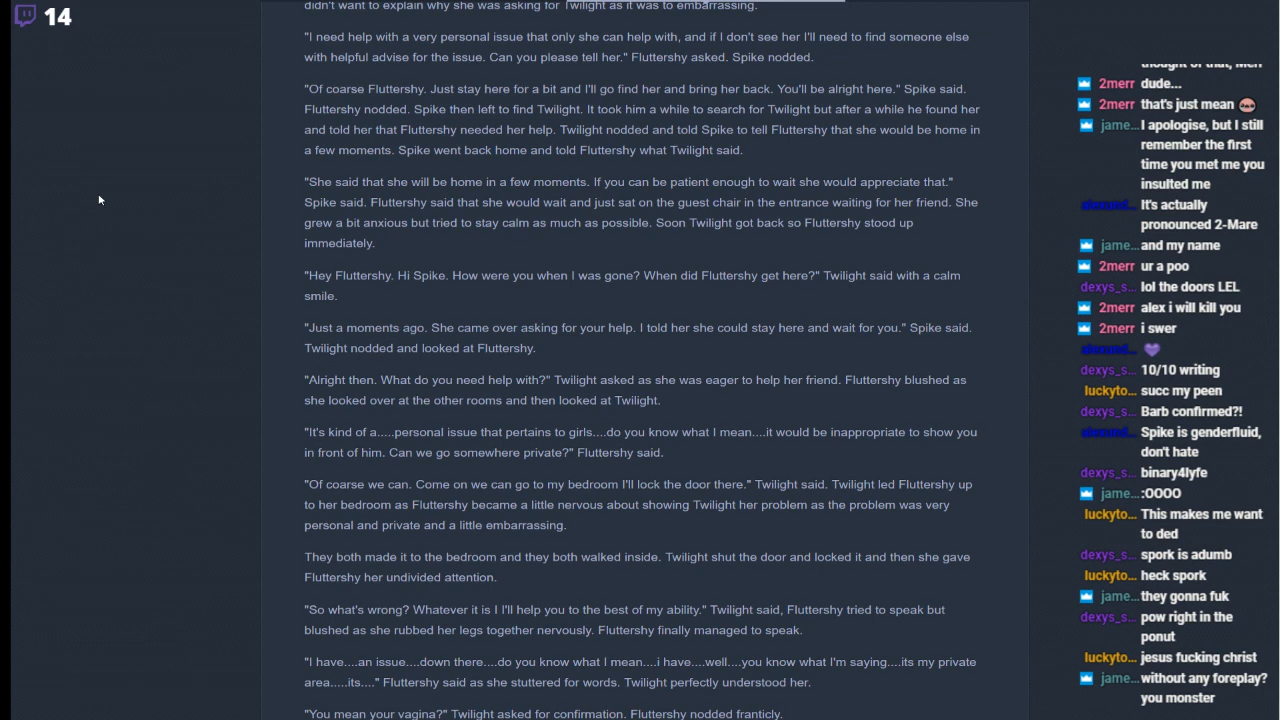 14
didn't want to explain why she was asking for Twilight as it was to embarrassing.
"I need help with a very personal issue that only she can help with, and if I don't see her I'll need to find someone else
with helpful advise for the issue. Can you please tell her." Fluttershy asked. Spike nodded.
"Of coarse Fluttershy. Just stay here for a bit and I'll go find her and bring her back. You'll be alright here." Spike said.
Fluttershy nodded. Spike then left to find Twilight. It took him a while to search for Twilight but after a while he found her
and told her that Fluttershy needed her help. Twilight nodded and told Spike to tell Fluttershy that she would be home in
a few moments. Spike went back home and told Fluttershy what Twilight said.
"She said that she will be home in a few moments. If you can be patient enough to wait she would appreciate that."
Spike said. Fluttershy said that she would wait and just sat on the guest chair in the entrance waiting for her friend. She
grew a bit anxious but tried to stay calm as much as possible. Soon Twilight got back so Fluttershy stood up
immediately.
"Hey Fluttershy. Hi Spike. How were you when I was gone? When did Fluttershy get here?" Twilight said with a calm
smile.
"Just a moments ago. She came over asking for your help. I told her she could stay here and wait for you." Spike said.
Twilight nodded and looked at Fluttershy.
"Alright then. What do you need help with?" Twilight asked as she was eager to help her friend. Fluttershy blushed as
she looked over at the other rooms and then looked at Twilight.
"It's kind of a.....personal issue that pertains to girls....do you know what I mean....it would be inappropriate to show you
in front of him. Can we go somewhere private?" Fluttershy said.
"Of coarse we can. Come on we can go to my bedroom I'll lock the door there." Twilight said. Twilight led Fluttershy up
to her bedroom as Fluttershy became a little nervous about showing Twilight her problem as the problem was very
personal and private and a little embarrassing.
They both made it to the bedroom and they both walked inside. Twilight shut the door and locked it and then she gave
Fluttershy her undivided attention.
"So what's wrong? Whatever it is I I'll help you to the best of my ability." Twilight said, Fluttershy tried to speak but
blushed as she rubbed her legs together nervously. Fluttershy finally managed to speak.
"I have....an issue....down there....do you know what I mean....i have....well....you know what I'm saying....its my private
area.....its...." Fluttershy said as she stuttered for words. Twilight perfectly understood her.
"You mean your vagina?" Twilight asked for confirmation. Fluttershy nodded franticly.
thought of that,
2merr dude...
2merr that's just mean
jame... I apologise, but I still
remember the first
time you met me you
insulted me
It's actually
pronounced 2-Mare
jame... and my name
2merr ur a poo
dexys_s... lol the doors LEL
2merr alex i will kill you
2merr i swer
dexys_s... 10/10 writing
luckyto... succ my peen
dexys_s... Barb confirmed?!
Spike is genderfluid,
don't hate
dexys_s... binary4lyfe
jame... :OOOO
luckyto... This makes me want
to ded
dexys_s... spork is adumb
luckyto... heck spork
jame... they gonna fuk
dexys_s... pow right in the
ponut
luckyto... jesus fucking christ
jame... without any foreplay?
you monster